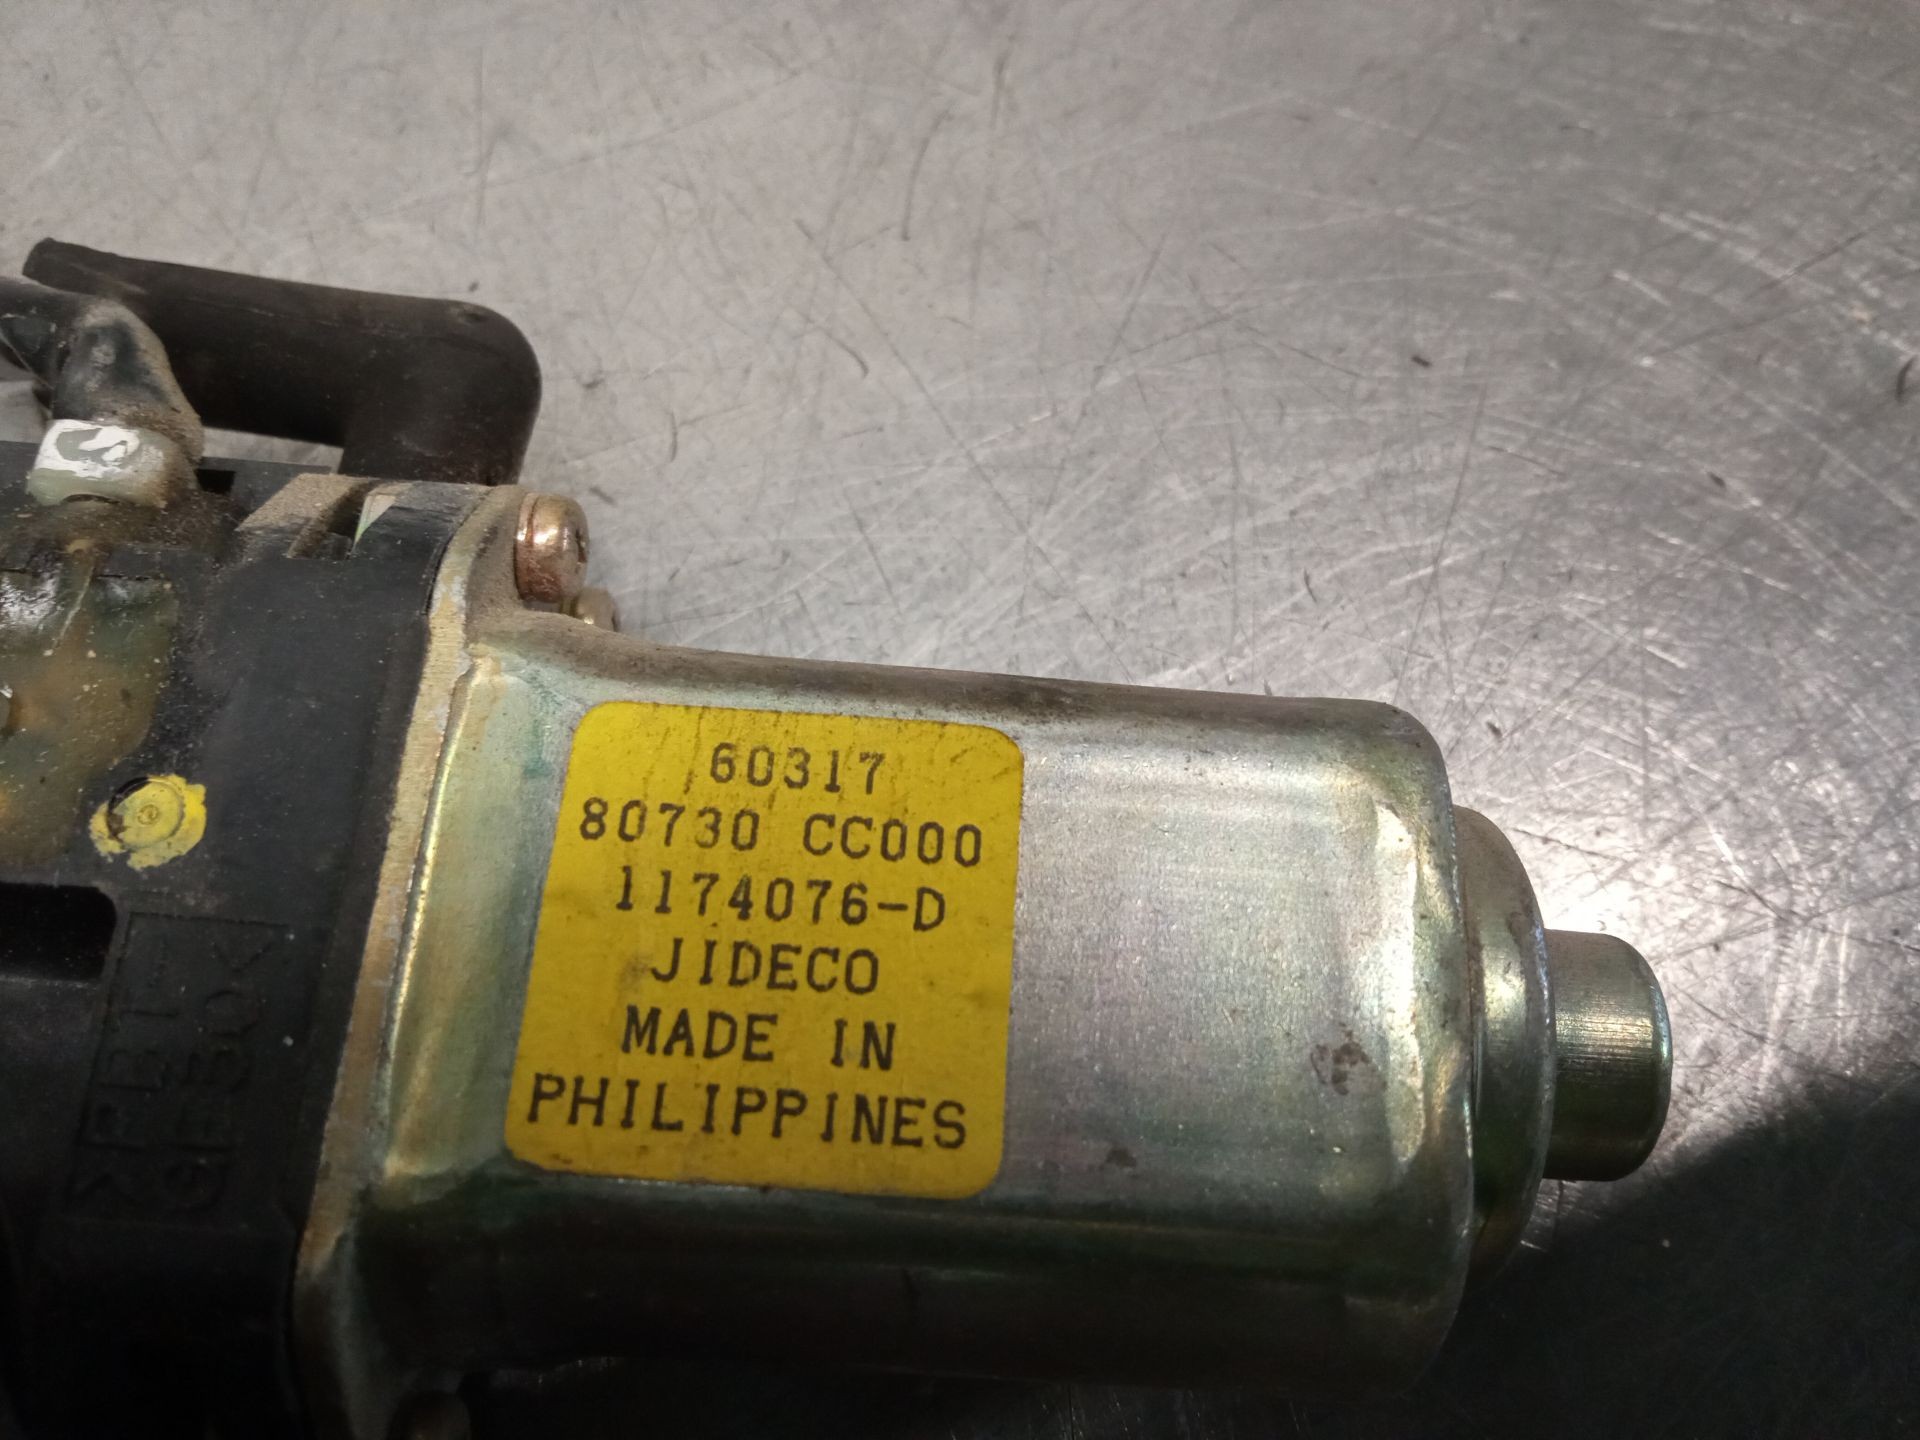 60317
80730 CC000
1174076-D
JIDECO
MADE IN
PHILIPPINES